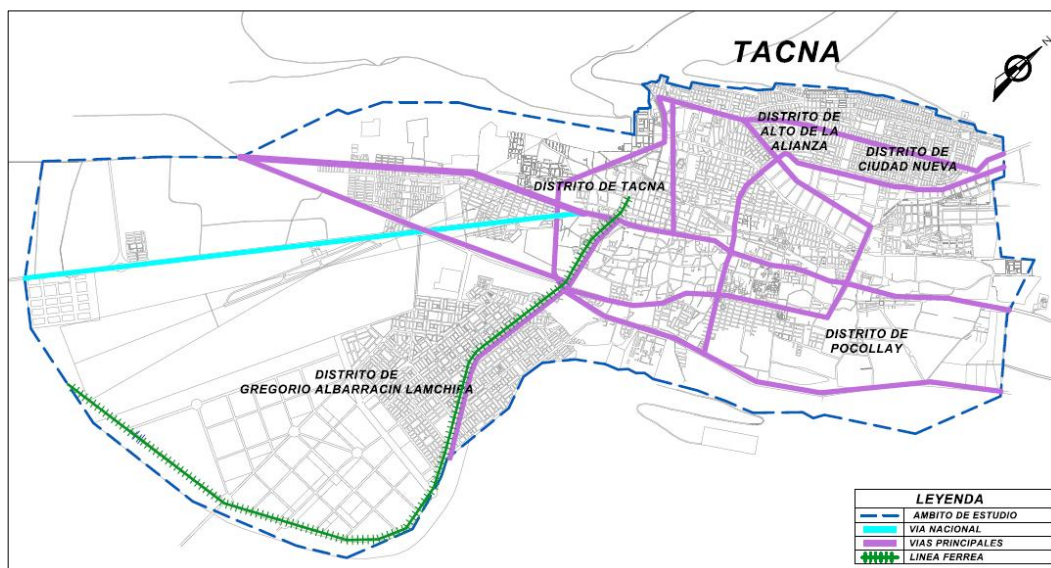 TACNA
N
DISTRITO DE
ALTO DE LA
ALIANZA
DISTRITO DE
CIUDAD NUEVA
DISTRITO DE TACNA
DISTRITO DE
POCOLLAY
DISTRITO DE
GREGORIO ALBARRACIN LAMCHIPA
LEYENDA
AMBITO DE ESTUDIO
VIA NACIONAL
VIAS PRINCIPALES
LINEA FERREA